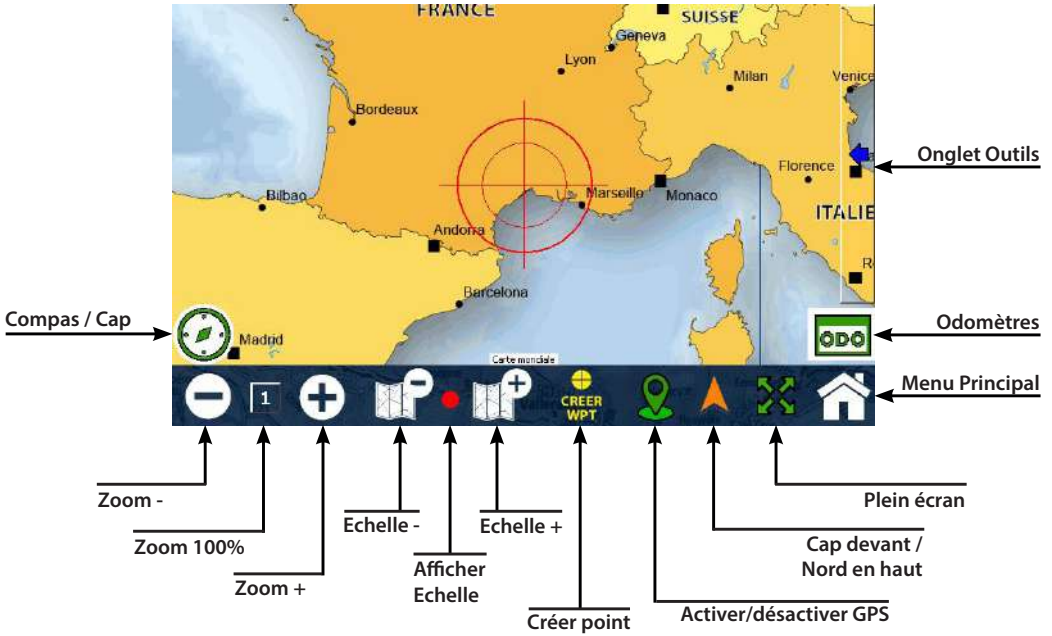 FRANCE
SUISSE
Geneva
Lyon
Milan
Venice
Bordeaux
Onglet Outils
Florence
Bilbao
Marseille
Monaco
ITALIE
Andorra
R
Barcelona
Compas / Cap
Odomètres
ODO
Madrid
Carte mondiale
Menu Principal
1
CREER
WPT
Zoom -
Plein écran
Echelle -
Echelle +
Zoom 100%
Cap devant /
Nord en haut
Afficher
Echelle
Zoom +
Créer point
Activer/désactiver GPS